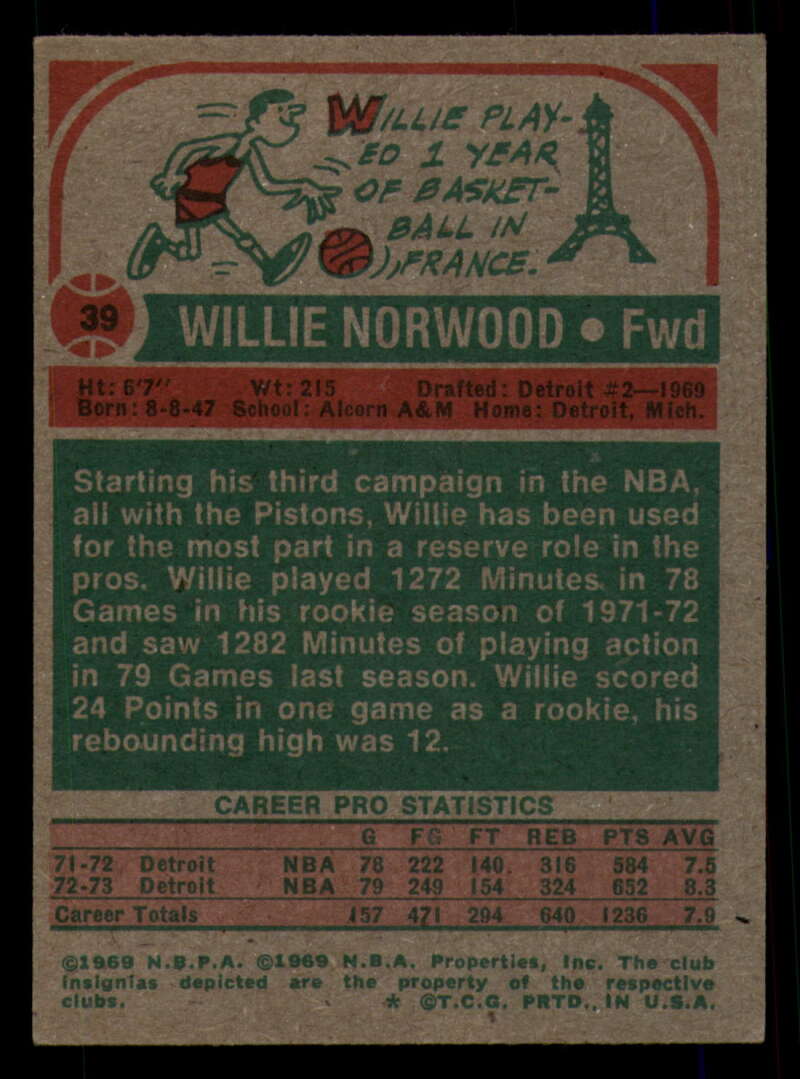 WILLIE PLAY-
ED 1 YEAR
OF BASKET-
BALL IN
FRANCE.
39
WILLIE NORWOOD • Fwd
Ht: 6'7" Wt: 215 Drafted: Detroit #2—1969
Born: 8-8-47 School: Alcorn A&M Home: Detroit, Mich.
Starting his third campaign in the NBA,
all with the Pistons, Willie has been used
for the most part in a reserve role in the
pros. Willie played 1272 Minutes in 78
Games in his rookie season of 1971-72
and saw 1282 Minutes of playing action
in 79 Games last season. Willie scored
24 Points in one game as a rookie, his
rebounding high was 12.
CAREER PRO STATISTICS
G FG FT REB PTS AVG
71-72 Detroit NBA 78 222 140 316 584 7.5
72-73 Detroit NBA 79 249 154 324 652 8.3
Career Totals 157 471 294 640 1236 7.9
©1969 N.B.P.A. ©1969 N.B.A. Properties, Inc. The club
insignias depicted are the property of the respective
clubs. * ©T.C.G. PRTD. IN U.S.A.